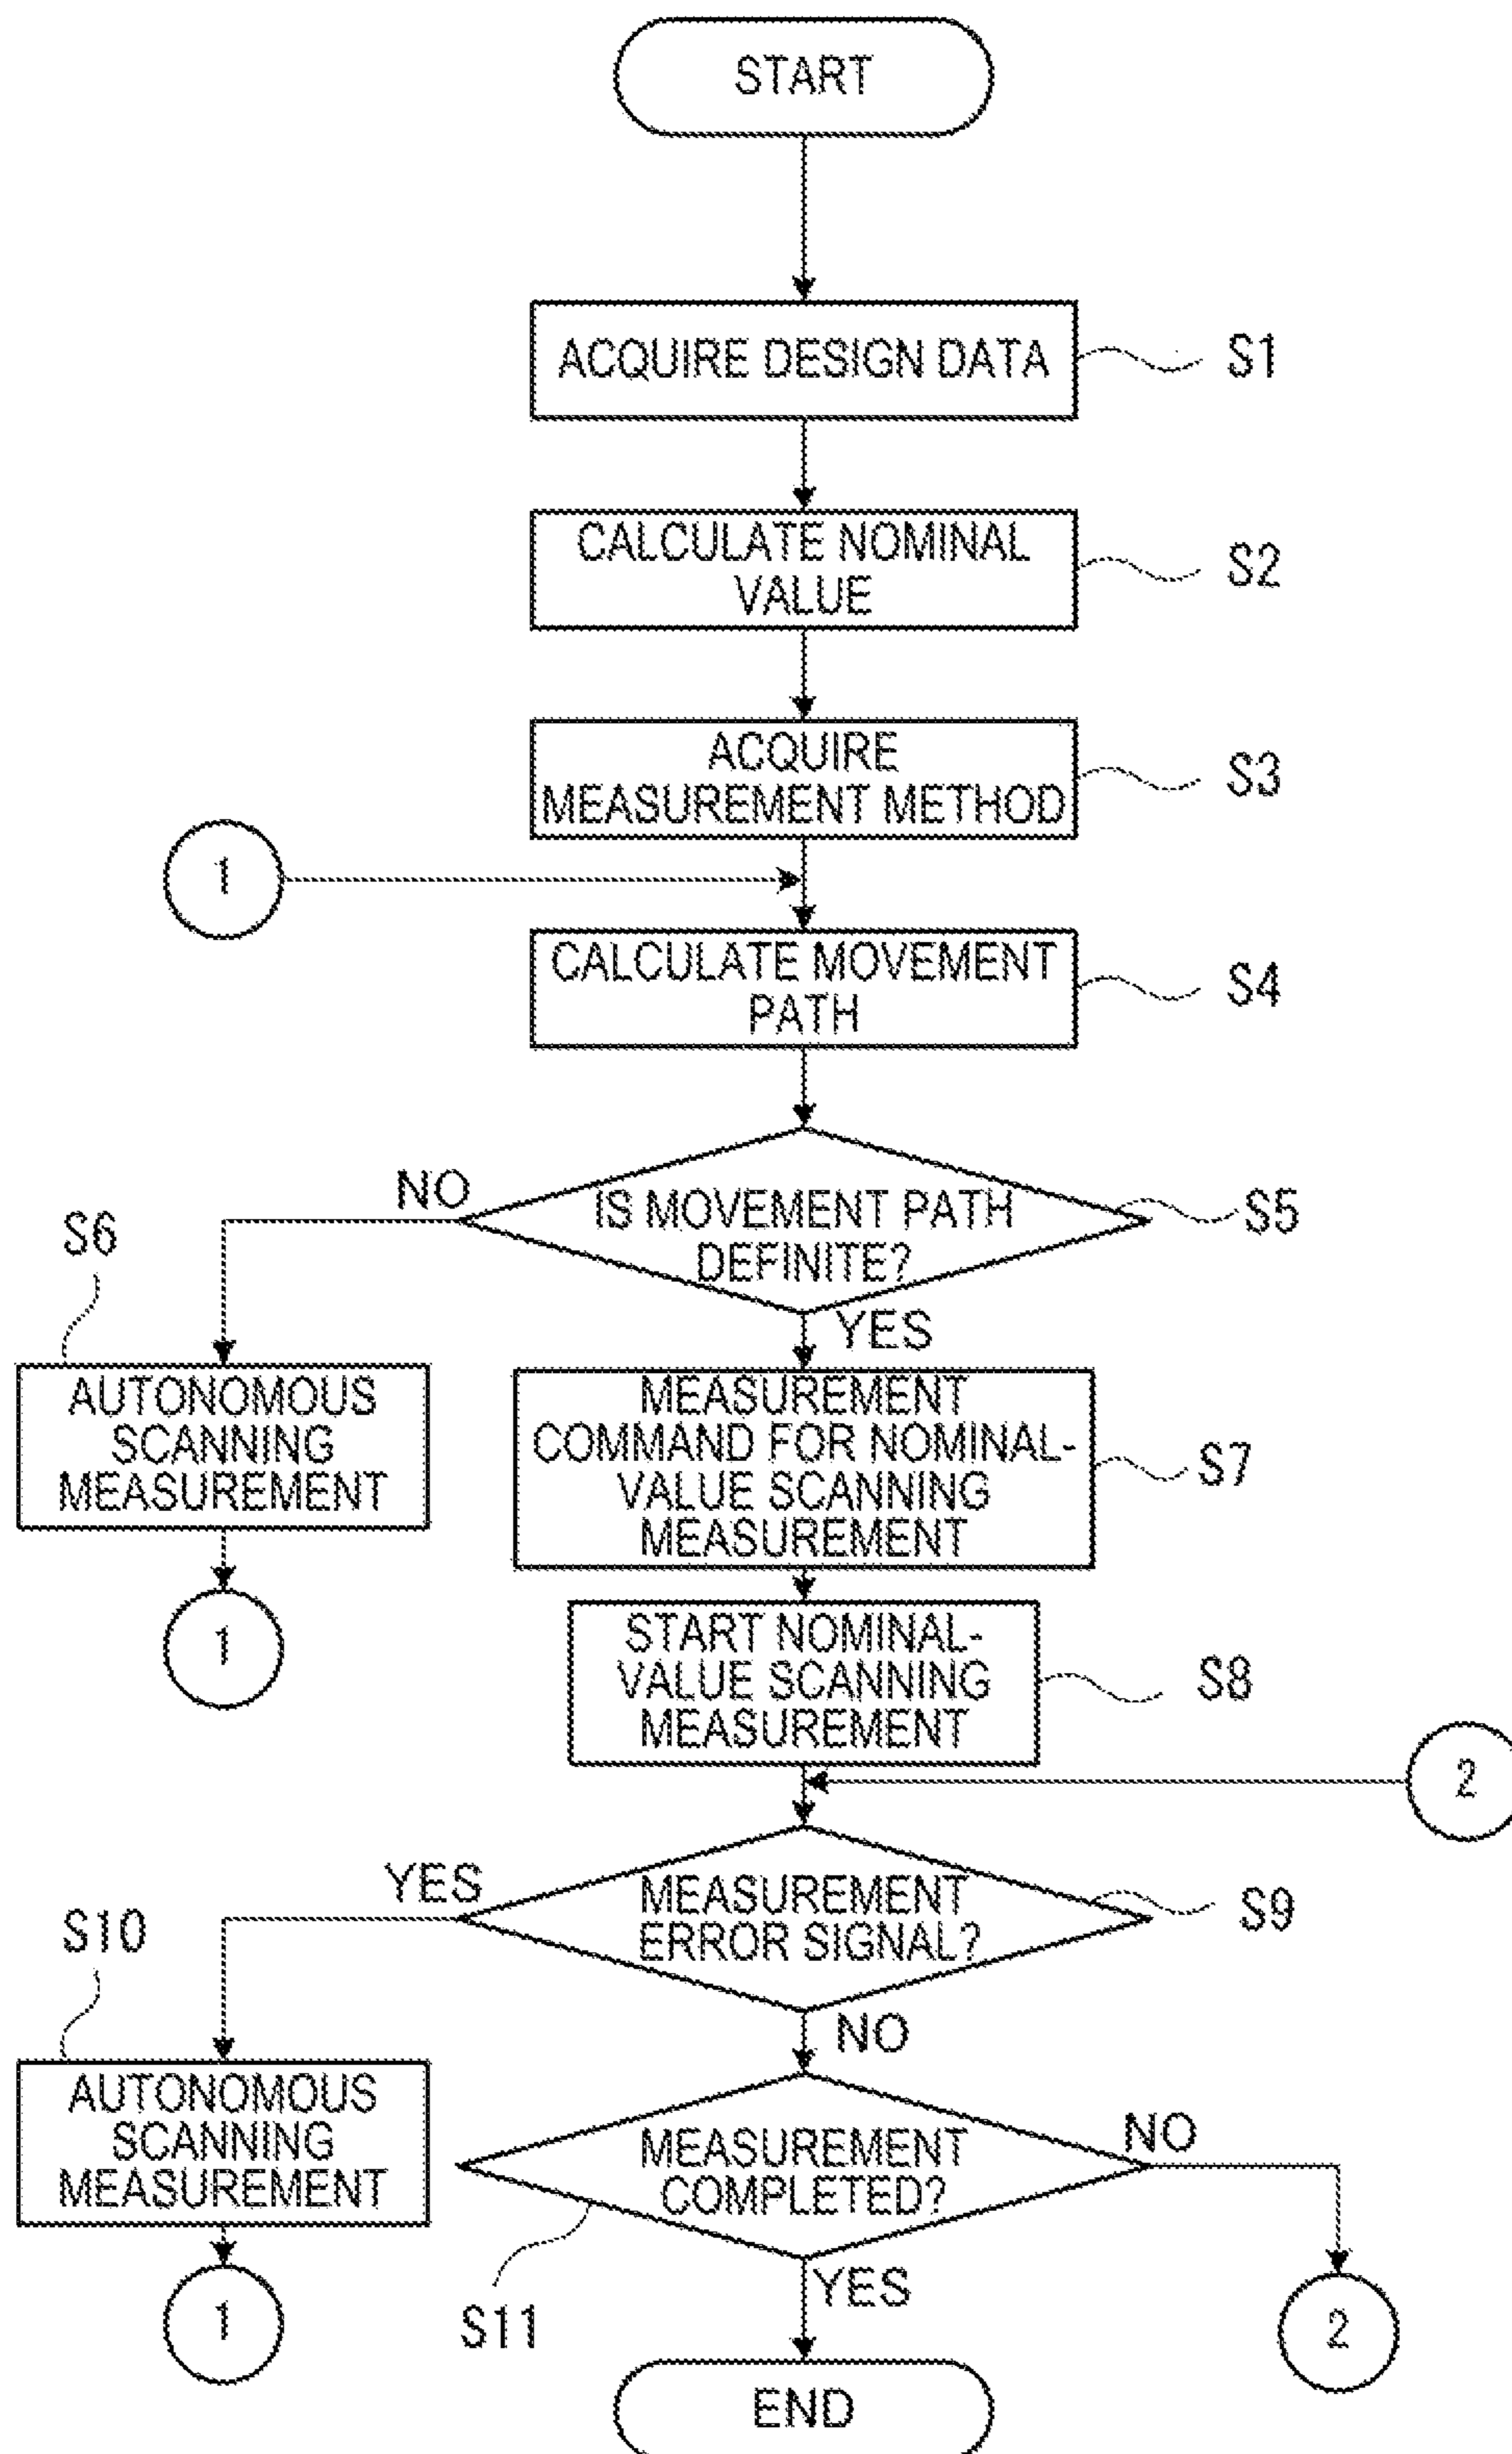 START
ACQUIRE DESIGN DATA
S1
CALCULATE NOMINAL
VALUE
S2
ACQUIRE
MEASUREMENT METHOD
S3
1
CALCULATE MOVEMENT
PATH
S4
NO
IS MOVEMENT PATH
DEFINITE?
S5
S6
YES
AUTONOMOUS
SCANNING
MEASUREMENT
MEASUREMENT
COMMAND FOR NOMINAL-
VALUE SCANNING
MEASUREMENT
S7
1
START NOMINAL-
VALUE SCANNING
MEASUREMENT
S8
2
YES
MEASUREMENT
ERROR SIGNAL?
S9
S10
NO
AUTONOMOUS
SCANNING
MEASUREMENT
MEASUREMENT
COMPLETED?
NO
S11
YES
1
2
END